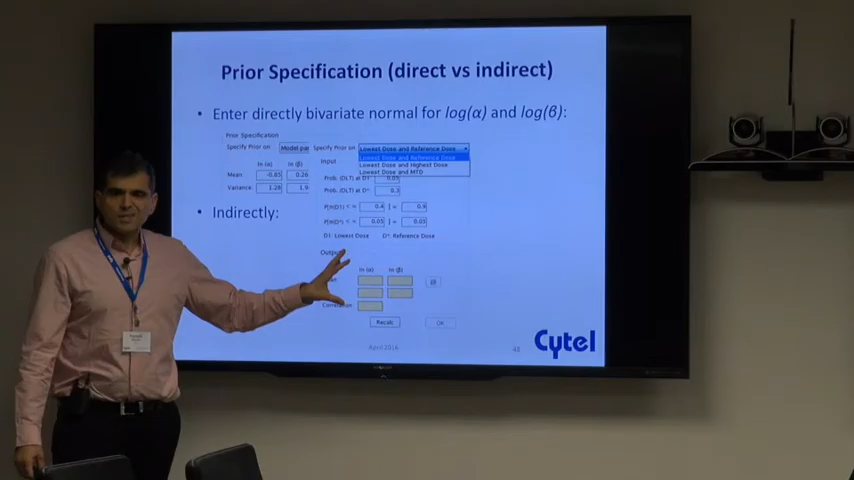 Prior Specification (direct vs indirect)
• Enter directly bivariate normal for log(α) and log(β):
Prior Specification
Specify Prior on Model par
ln (α) ln (β)
Mean: -0.85 0.26
Variance: 1.28 1.9
Specify Prior on Lowest Dose and Reference Dose
Lowest Dose and Reference Dose
Lowest Dose and Highest Dose
Lowest Dose and MTD
Input
Prob. (DLT) at D1 0.05
Prob. (DLT) at D*: 0.3
0.4 ] = 0.9
0.05 ] = 0.05
D1: Lowest Dose D*: Reference Dose
• Indirectly:
Output
ln (α) ln (β)
Correlation
Recalc OK
April 2016
Cytel